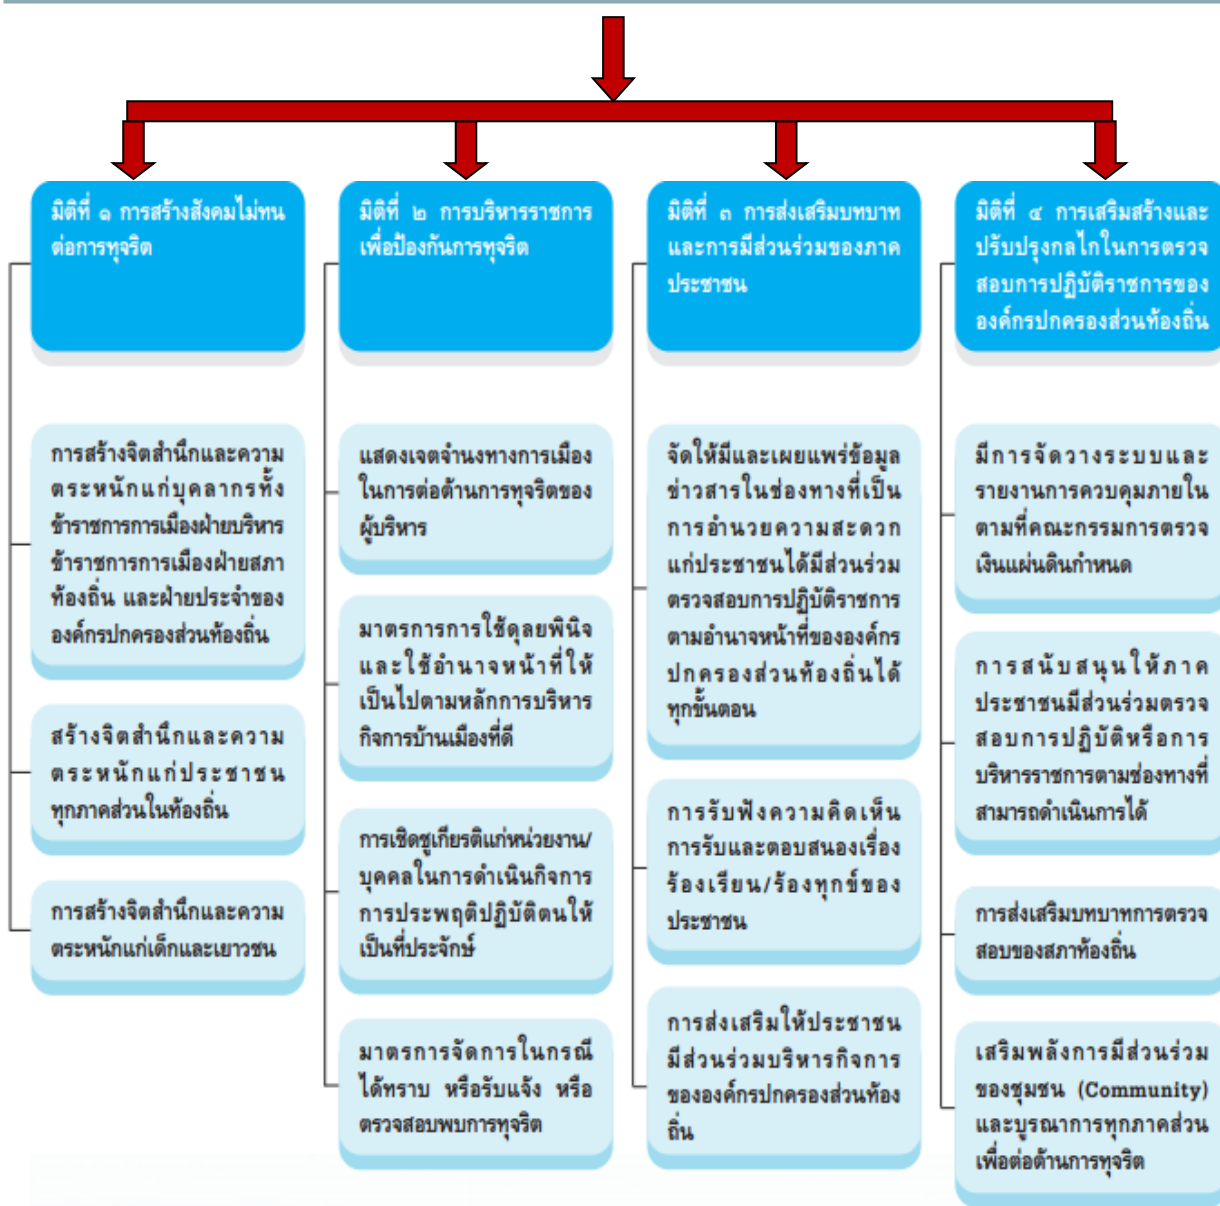 มิติที่ ๑ การสร้างสังคมไม่ทน
ต่อการทุจริต
การสร้างจิตสำนึกและความ
ตระหนักแก่บุคลากรทั้ง
ข้าราชการการเมืองฝ่ายบริหาร
ข้าราชการการเมืองฝ่ายสภา
ท้องถิ่น และฝ่ายประจำของ
องค์กรปกครองส่วนท้องถิ่น
สร้างจิตสำนึกและความ
ตระหนักแก่ประชาชน
ทุกภาคส่วนในท้องถิ่น
การสร้างจิตสำนึกและความ
ตระหนักแก่เด็กและเยาวชน
มิติที่ ๒ การบริหารราชการ
เพื่อป้องกันการทุจริต
แสดงเจตจำนงทางการเมือง
ในการต่อต้านการทุจริตของ
ผู้บริหาร
มาตรการการใช้ดุลยพินิจ
และใช้อำนาจหน้าที่ให้
เป็นไปตามหลักการบริหาร
กิจการบ้านเมืองที่ดี
การเชิดชูเกียรติแก่หน่วยงาน/
บุคคลในการดำเนินกิจการ
การประพฤติปฏิบัติตนให้
เป็นที่ประจักษ์
มาตรการจัดการในกรณี
ได้ทราบ หรือรับแจ้ง หรือ
ตรวจสอบพบการทุจริต
มิติที่ ๓ การส่งเสริมบทบาท
และการมีส่วนร่วมของภาค
ประชาชน
จัดให้มีและเผยแพร่ข้อมูล
ข่าวสารในช่องทางที่เป็น
การอำนวยความสะดวก
แก่ประชาชนได้มีส่วนร่วม
ตรวจสอบการปฏิบัติราชการ
ตามอำนาจหน้าที่ขององค์กร
ปกครองส่วนท้องถิ่นได้
ทุกขั้นตอน
การรับฟังความคิดเห็น
การรับและตอบสนองเรื่อง
ร้องเรียน/ร้องทุกข์ของ
ประชาชน
การส่งเสริมให้ประชาชน
มีส่วนร่วมบริหารกิจการ
ขององค์กรปกครองส่วนท้อง
ถิ่น
มิติที่ ๔ การเสริมสร้างและ
ปรับปรุงกลไกในการตรวจ
สอบการปฏิบัติราชการของ
องค์กรปกครองส่วนท้องถิ่น
มีการจัดวางระบบและ
รายงานการควบคุมภายใน
ตามที่คณะกรรมการตรวจ
เงินแผ่นดินกำหนด
การสนับสนุนให้ภาค
ประชาชนมีส่วนร่วมตรวจ
สอบการปฏิบัติหรือการ
บริหารราชการตามช่องทางที่
สามารถดำเนินการได้
การส่งเสริมบทบาทการตรวจ
สอบของสภาท้องถิ่น
เสริมพลังการมีส่วนร่วม
ของชุมชน (Community)
และบูรณาการทุกภาคส่วน
เพื่อต่อต้านการทุจริต